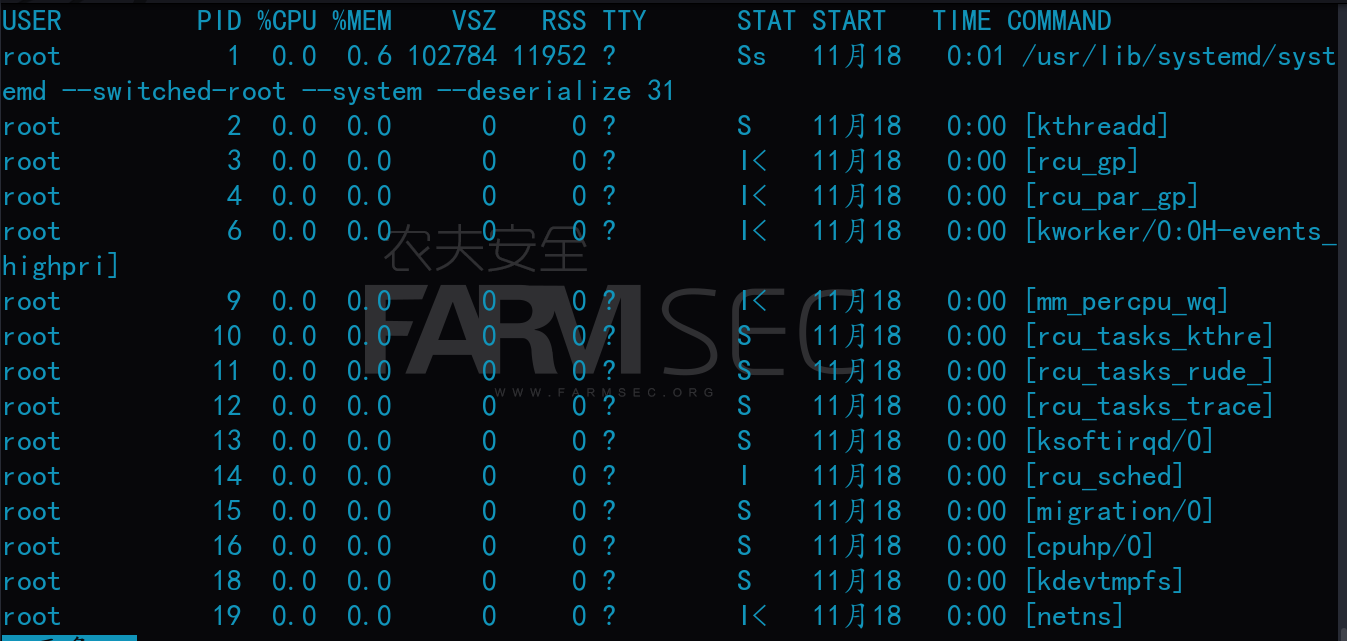 USER         PID %CPU %MEM    VSZ   RSS TTY      STAT START   TIME COMMAND
root           1  0.0  0.6 102784 11952 ?        Ss   11月18   0:01 /usr/lib/systemd/syst
emd --switched-root --system --deserialize 31
root           2  0.0  0.0      0     0 ?        S    11月18   0:00 [kthreadd]
root           3  0.0  0.0      0     0 ?        I<   11月18   0:00 [rcu_gp]
root           4  0.0  0.0      0     0 ?        I<   11月18   0:00 [rcu_par_gp]
root           6  0.0  0.0      0     0 ?        I<   11月18   0:00 [kworker/0:0H-events_
highpri]
root           9  0.0  0.0      0     0 ?        I<   11月18   0:00 [mm_percpu_wq]
root          10  0.0  0.0      0     0 ?        S    11月18   0:00 [rcu_tasks_kthre]
root          11  0.0  0.0      0     0 ?        S    11月18   0:00 [rcu_tasks_rude_]
root          12  0.0  0.0      0     0 ?        S    11月18   0:00 [rcu_tasks_trace]
root          13  0.0  0.0      0     0 ?        S    11月18   0:00 [ksoftirqd/0]
root          14  0.0  0.0      0     0 ?        I    11月18   0:00 [rcu_sched]
root          15  0.0  0.0      0     0 ?        S    11月18   0:00 [migration/0]
root          16  0.0  0.0      0     0 ?        S    11月18   0:00 [cpuhp/0]
root          18  0.0  0.0      0     0 ?        S    11月18   0:00 [kdevtmpfs]
root          19  0.0  0.0      0     0 ?        I<   11月18   0:00 [netns]
农夫安全
FARMSEC
WWW.FARMSEC.ORG